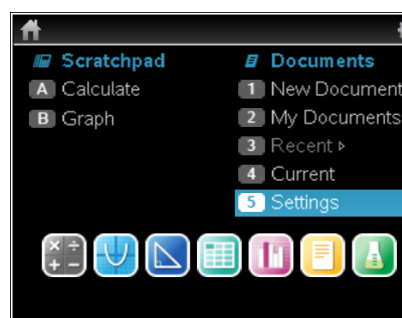 Scratchpad
A Calculate
B Graph
Documents
1 New Document
2 My Documents
3 Recent ▹
4 Current
5 Settings